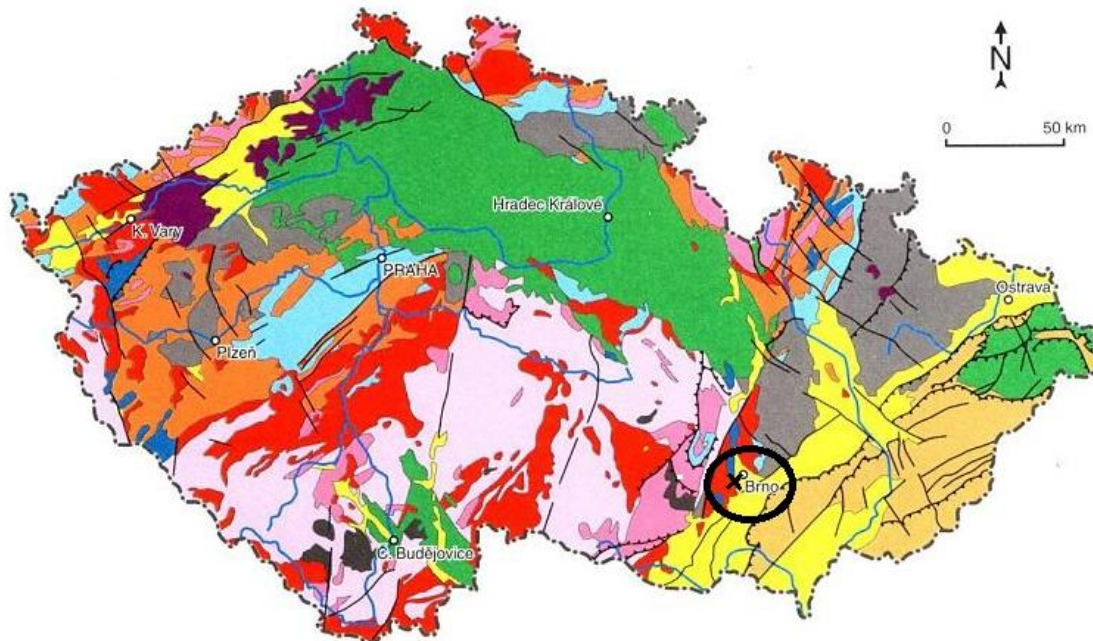 N
0 50 km
Hradec Králové
K. Vary
PRAHA
Ostrava
Plzeň
Brno
Č. Budějovice